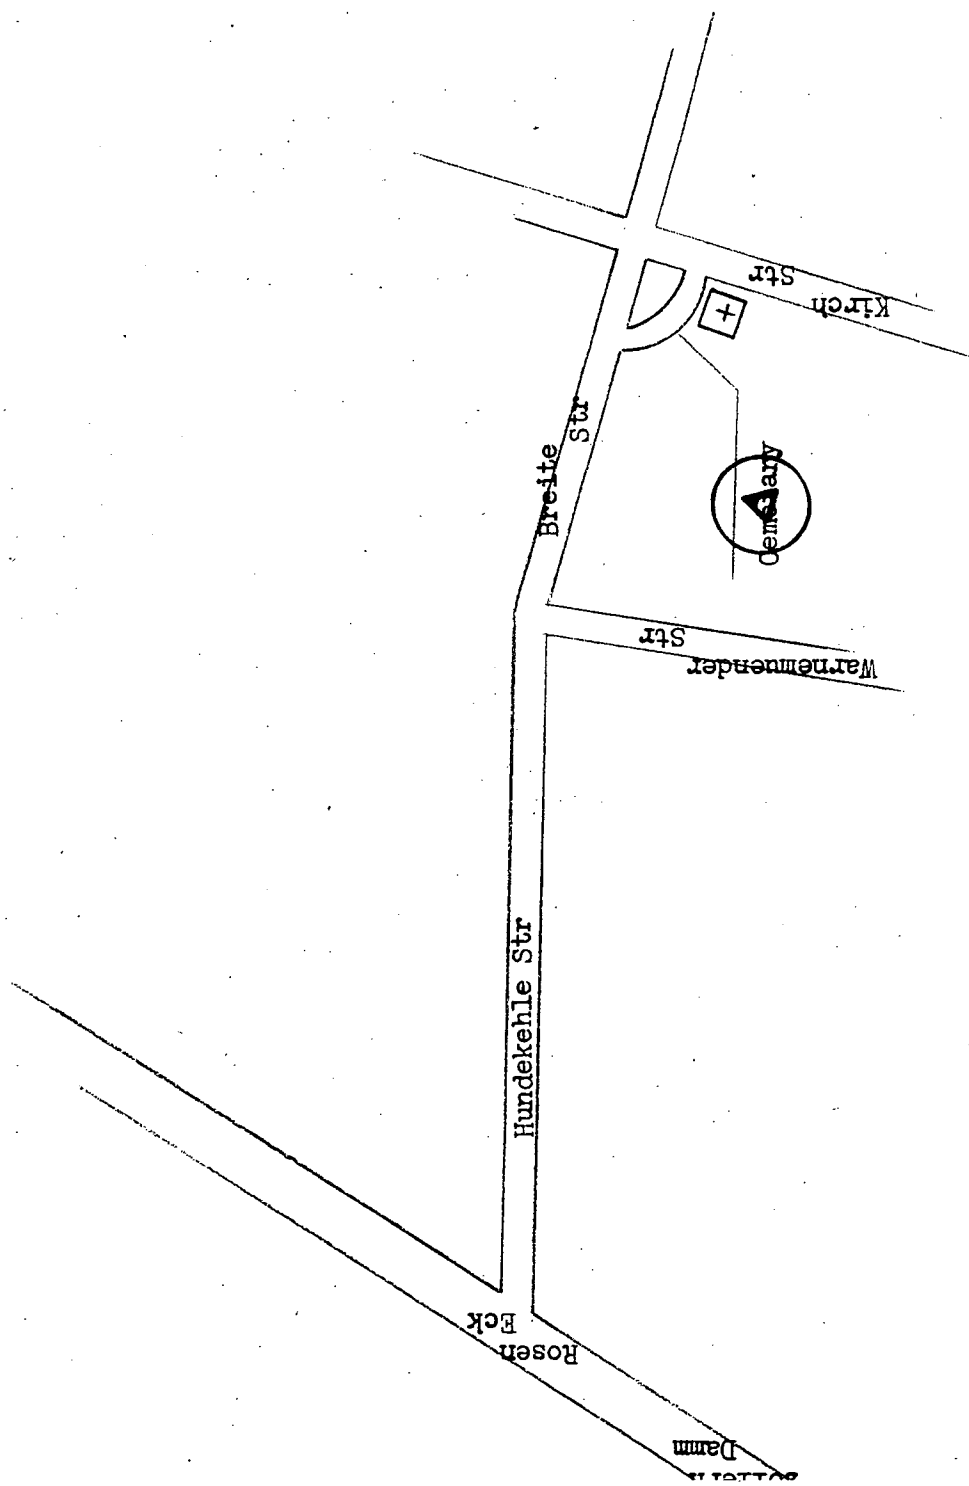 Kirch
Str
Breite
Str
Cemetary
Warnemuender
Str
Hundekehle Str
Rosen
Eck
Damm